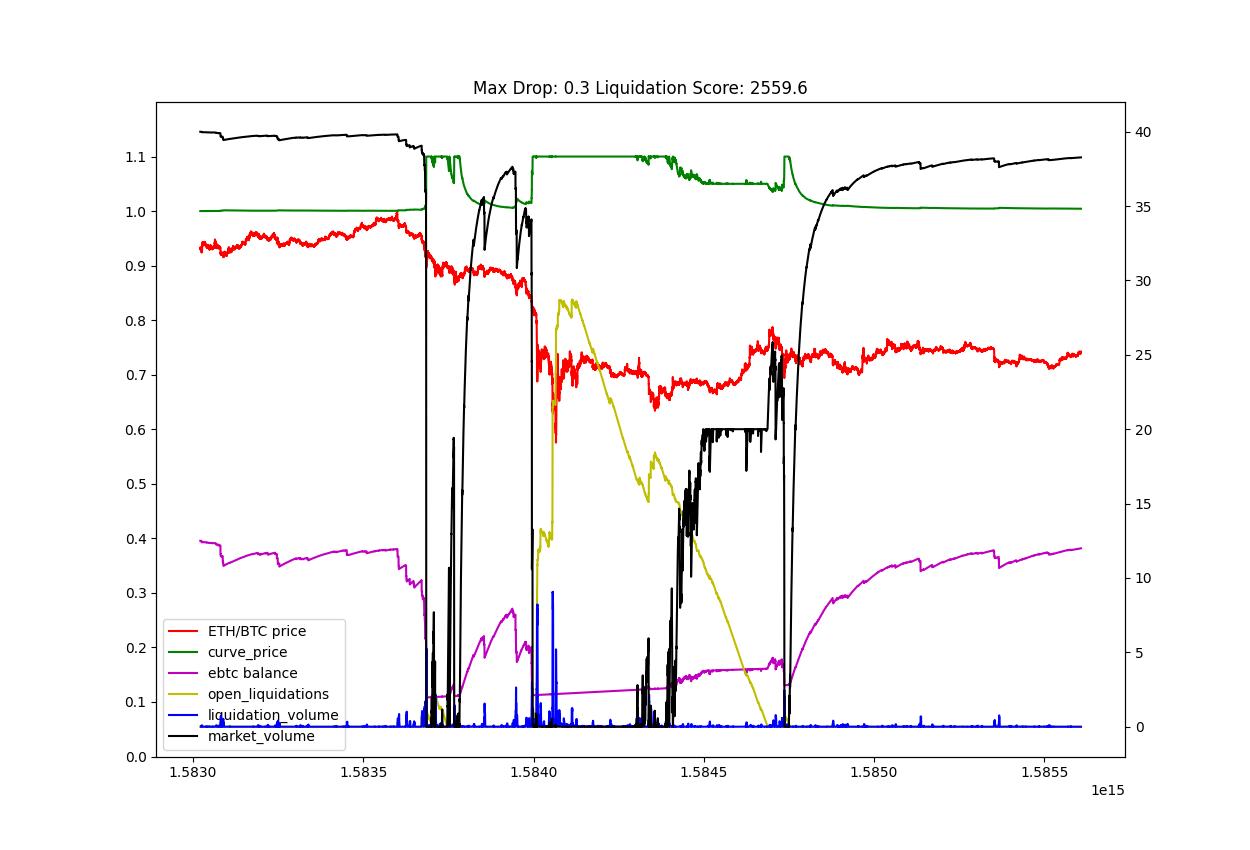 Max Drop: 0.3 Liquidation Score: 2559.6
1.1
1.0
0.9
0.8
0.7
0.6
0.5
0.4
0.3
0.2
0.1
0.0
40
35
30
25
20
15
10
5
0
ETH/BTC price
curve_price
ebtc balance
open_liquidations
liquidation_volume
market_volume
1.5830 1.5835 1.5840 1.5845 1.5850 1.5855
1e15